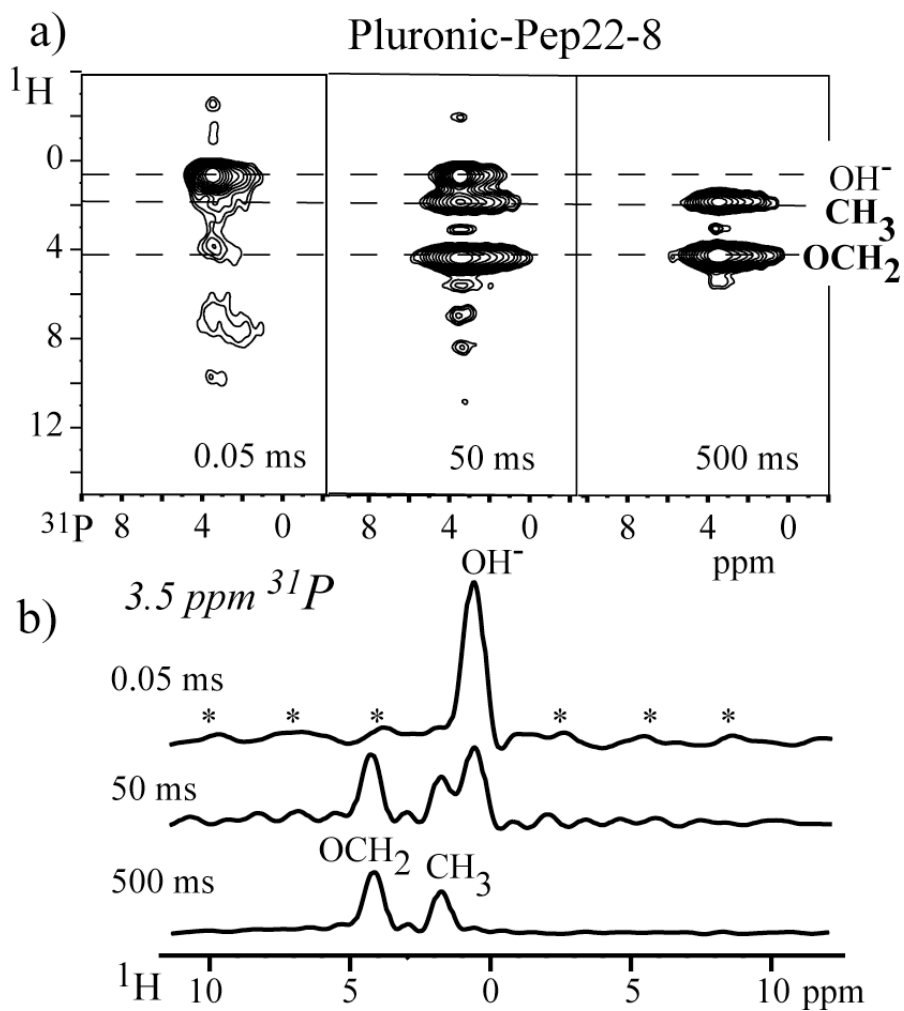 a) Pluronic-Pep22-8
¹H
0
4
8
12
OH⁻
CH₃
OCH₂
0.05 ms 50 ms 500 ms
³¹P 8 4 0 8 4 0 8 4 0
ppm
b) 3.5 ppm ³¹P
OH⁻
0.05 ms
* * * * * *
50 ms
OCH₂ CH₃
500 ms
¹H 10 5 0 5 10 ppm